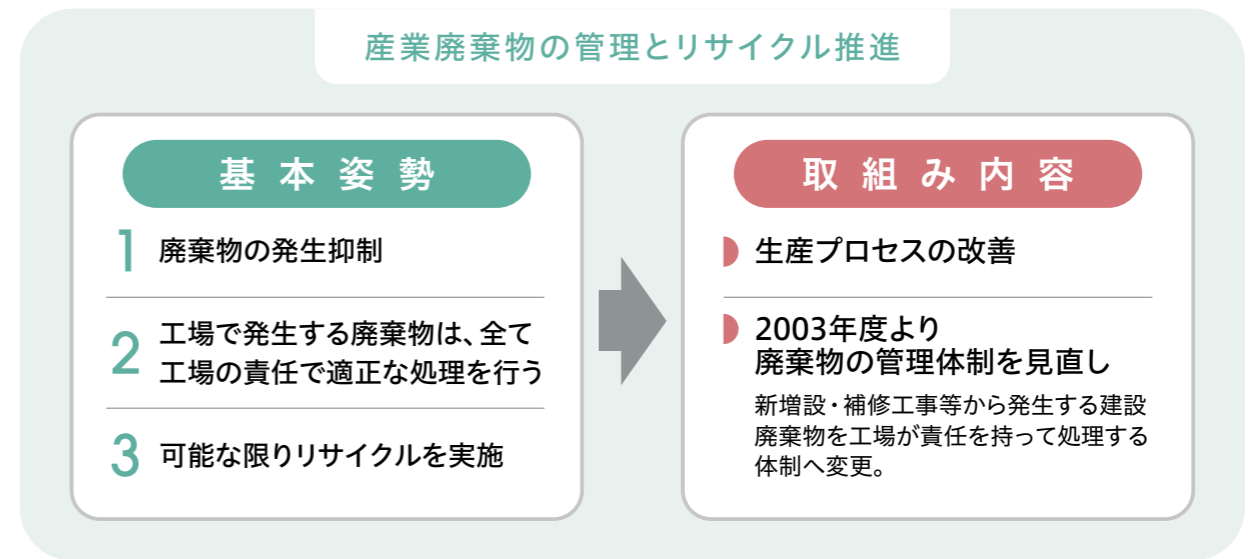 産業廃棄物の管理とリサイクル推進
基本姿勢
1 廃棄物の発生抑制
2 工場で発生する廃棄物は、全て
工場の責任で適正な処理を行う
3 可能な限りリサイクルを実施
取組み内容
生産プロセスの改善
2003年度より
廃棄物の管理体制を見直し
新増設・補修工事等から発生する建設
廃棄物を工場が責任を持って処理する
体制へ変更。